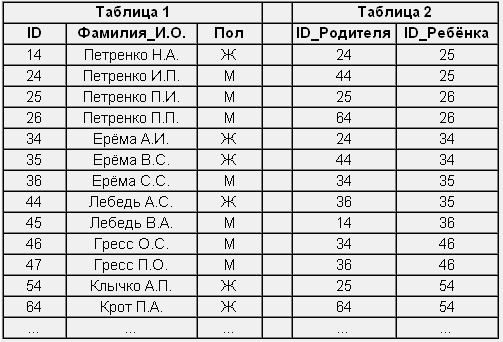 Таблица 1 Таблица 2
ID Фамилия_И.О. Пол ID_Родителя ID_Ребёнка
14 Петренко Н.А. Ж 24 25
24 Петренко И.П. М 44 25
25 Петренко П.И. М 25 26
26 Петренко П.П. М 64 26
34 Ерёма А.И. Ж 24 34
35 Ерёма В.С. Ж 44 34
36 Ерёма С.С. М 34 35
44 Лебедь А.С. Ж 36 35
45 Лебедь В.А. М 14 36
46 Гресс О.С. М 34 46
47 Гресс П.О. М 36 46
54 Клычко А.П. Ж 25 54
64 Крот П.А. Ж 64 54
... ... ... ... ...